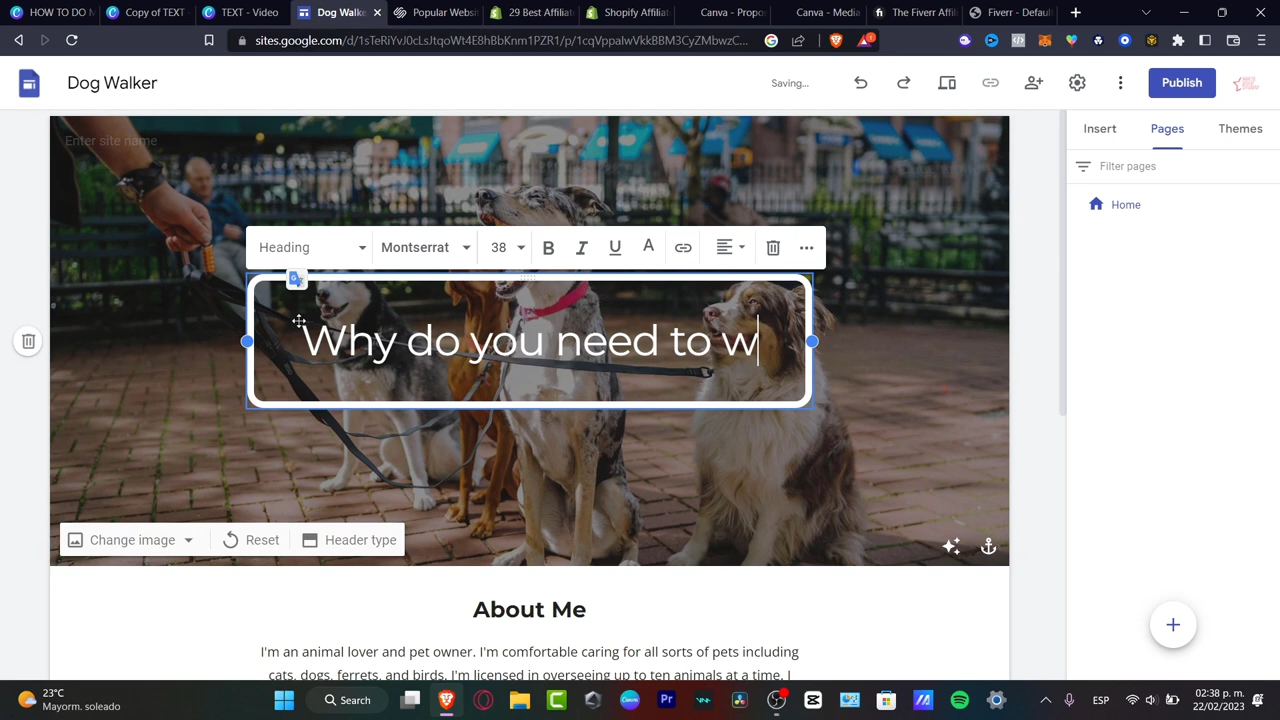 HOW TO DO M
Copy of TEXT
TEXT - Video
Dog Walke
Popular Websi
29 Best Affiliat
Shopify Affiliat
Canva - Propo
Canva - Media
The Fiverr Affil
Fiverr - Default
sites.google.com/d/1sTeRiYvJ0cLsJtqoWt4E8hBbKnm1PZR1/p/1cqVppalwVkkBBM3CyZMbwzC...
Dog Walker
Saving...
Publish
Enter site name
Insert
Pages
Themes
Filter pages
Home
Heading
Montserrat
38
B
I
U
A
Why do you need to w
Change image
Reset
Header type
About Me
I'm an animal lover and pet owner. I'm comfortable caring for all sorts of pets including
cats, dogs, ferrets, and birds. I'm licensed in overseeing up to ten animals at a time. I
23°C
Mayorm. soleado
Search
Pr
ESP
02:38 p. m.
22/02/2023